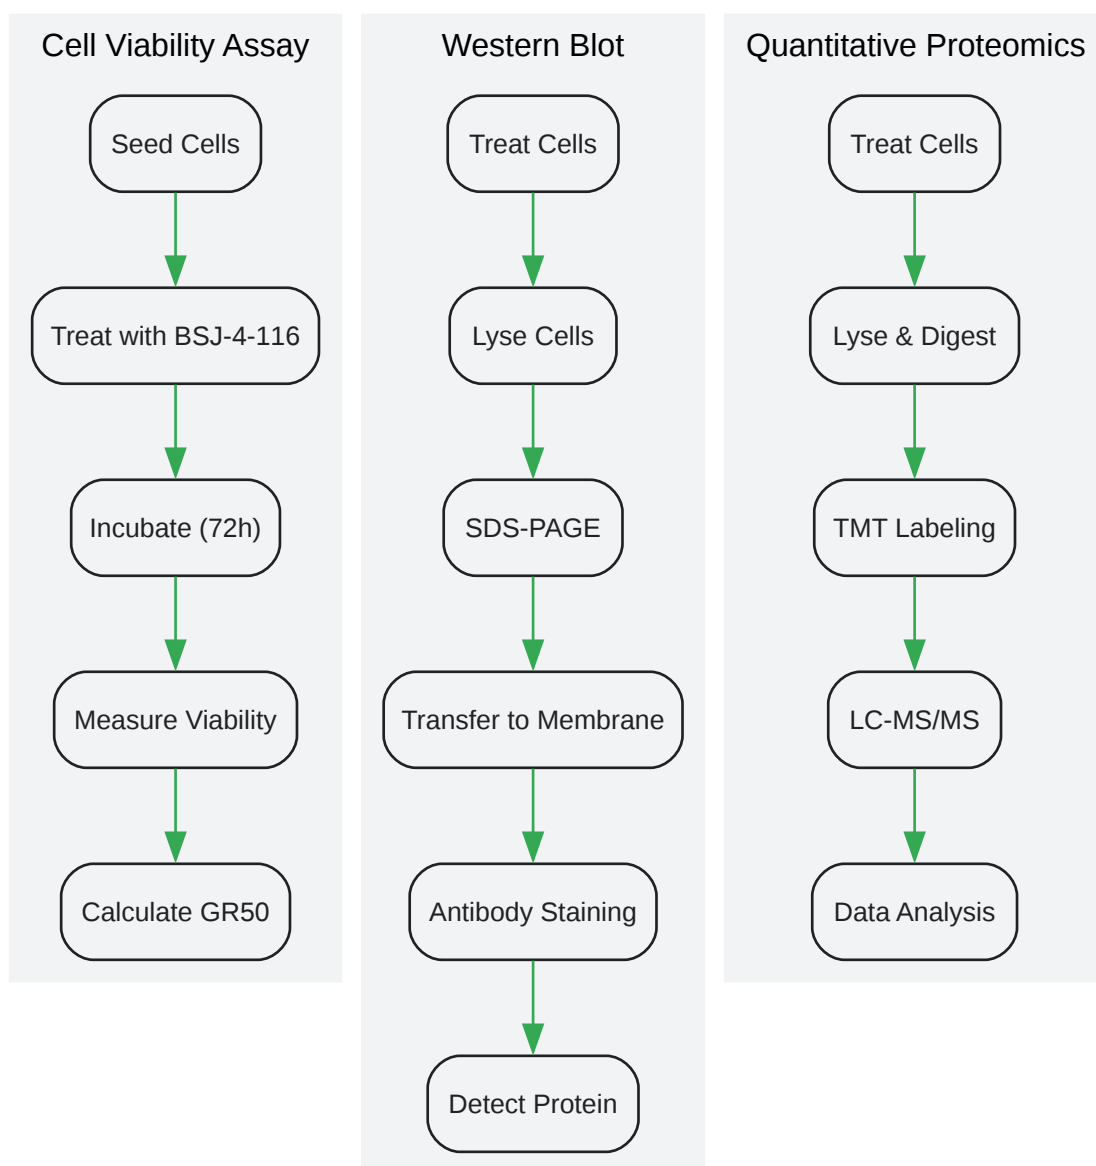 Cell Viability Assay
Seed Cells
Treat with BSJ-4-116
Incubate (72h)
Measure Viability
Calculate GR50
Western Blot
Treat Cells
Lyse Cells
SDS-PAGE
Transfer to Membrane
Antibody Staining
Detect Protein
Quantitative Proteomics
Treat Cells
Lyse & Digest
TMT Labeling
LC-MS/MS
Data Analysis